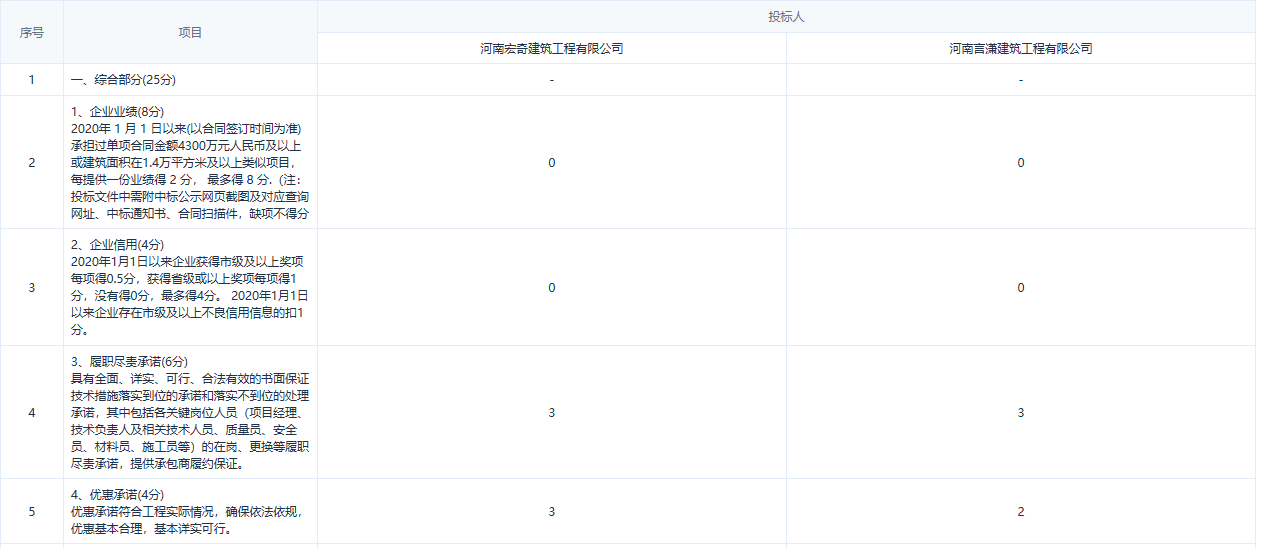 序号
项目
投标人
河南宏奇建筑工程有限公司
河南言潇建筑工程有限公司
1
一、综合部分(25分)
-
-
2
1、企业业绩(8分)
2020年 1 月 1 日以来(以合同签订时间为准)
承担过单项合同金额4300万元人民币及以上
或建筑面积在1.4万平方米及以上类似项目，
每提供一份业绩得 2 分， 最多得 8 分.（注：
投标文件中需附中标公示网页截图及对应查询
网址、中标通知书、合同扫描件，缺项不得分
0
0
3
2、企业信用(4分)
2020年1月1日以来企业获得市级及以上奖项
每项得0.5分，获得省级或以上奖项每项得1
分，没有得0分，最多得4分。 2020年1月1日
以来企业存在市级及以上不良信用信息的扣1
分。
0
0
4
3、履职尽责承诺(6分)
具有全面、详实、可行、合法有效的书面保证
技术措施落实到位的承诺和落实不到位的处理
承诺，其中包括各关键岗位人员（项目经理、
技术负责人及相关技术人员、质量员、安全
员、材料员、施工员等）的在岗、更换等履职
尽责承诺，提供承包商履约保证。
3
3
5
4、优惠承诺(4分)
优惠承诺符合工程实际情况，确保依法依规，
优惠基本合理，基本详实可行。
3
2